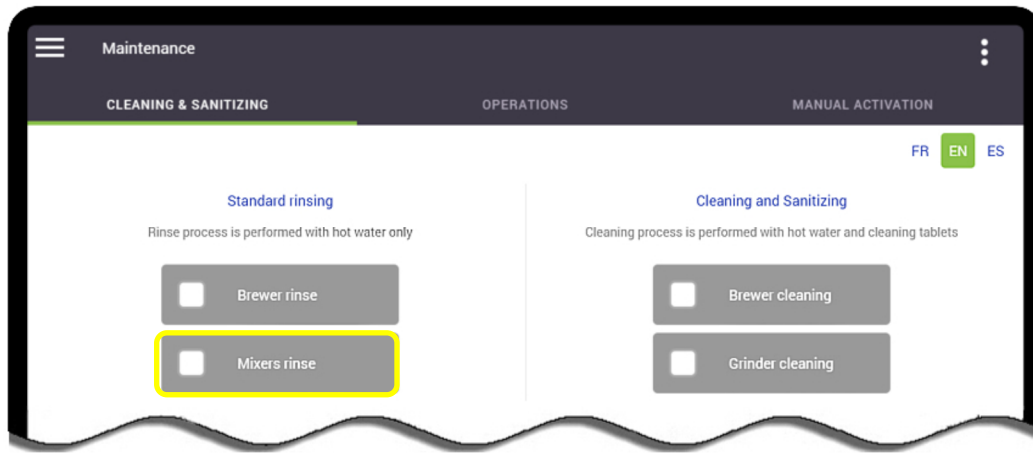 Maintenance
CLEANING & SANITIZING
OPERATIONS
MANUAL ACTIVATION
FR EN ES
Standard rinsing
Rinse process is performed with hot water only
Brewer rinse
Mixers rinse
Cleaning and Sanitizing
Cleaning process is performed with hot water and cleaning tablets
Brewer cleaning
Grinder cleaning